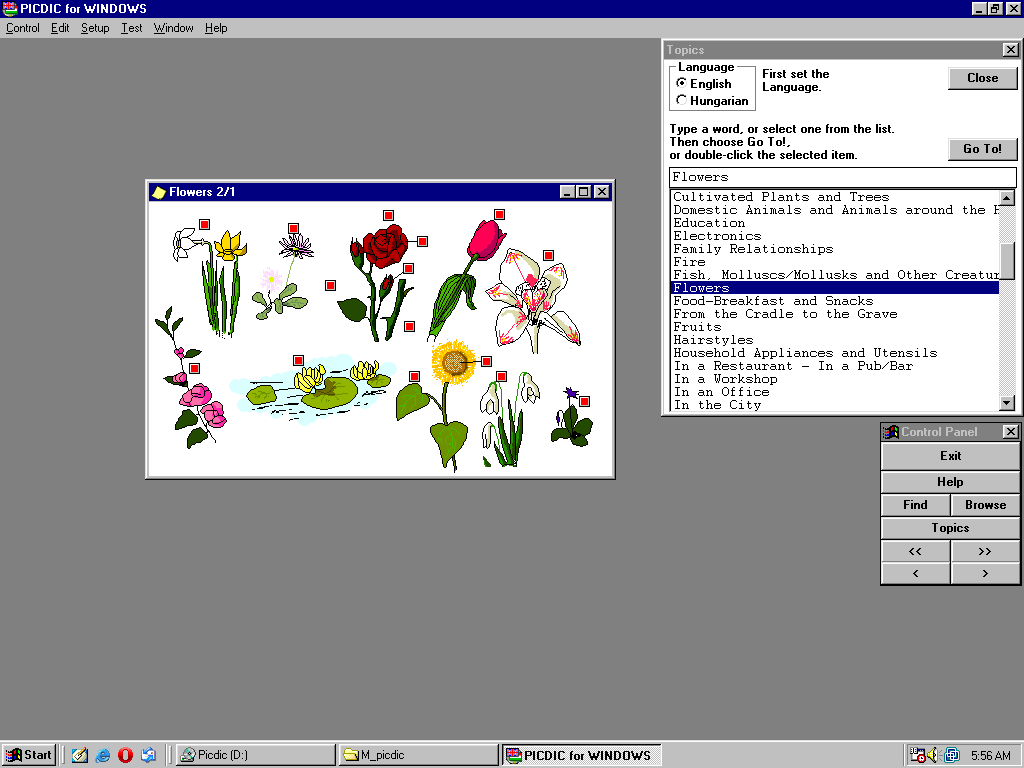 PICDIC for WINDOWS
Control Edit Setup Test Window Help
Topics
Language
English
Hungarian
First set the
Language.
Close
Type a word, or select one from the list.
Then choose Go To!,
or double-click the selected item.
Go To!
Flowers
Cultivated Plants and Trees
Domestic Animals and Animals around the H
Education
Electronics
Family Relationships
Fire
Fish, Molluscs/Mollusks and Other Creatur
Flowers
Food-Breakfast and Snacks
From the Cradle to the Grave
Fruits
Hairstyles
Household Appliances and Utensils
In a Restaurant - In a Pub/Bar
In a Workshop
In an Office
In the City
Flowers 2/1
Control Panel
Exit
Help
Find Browse
Topics
<< >>
< >
Start Picdic (D:) M_picdic PICDIC for WINDOWS 5:56 AM